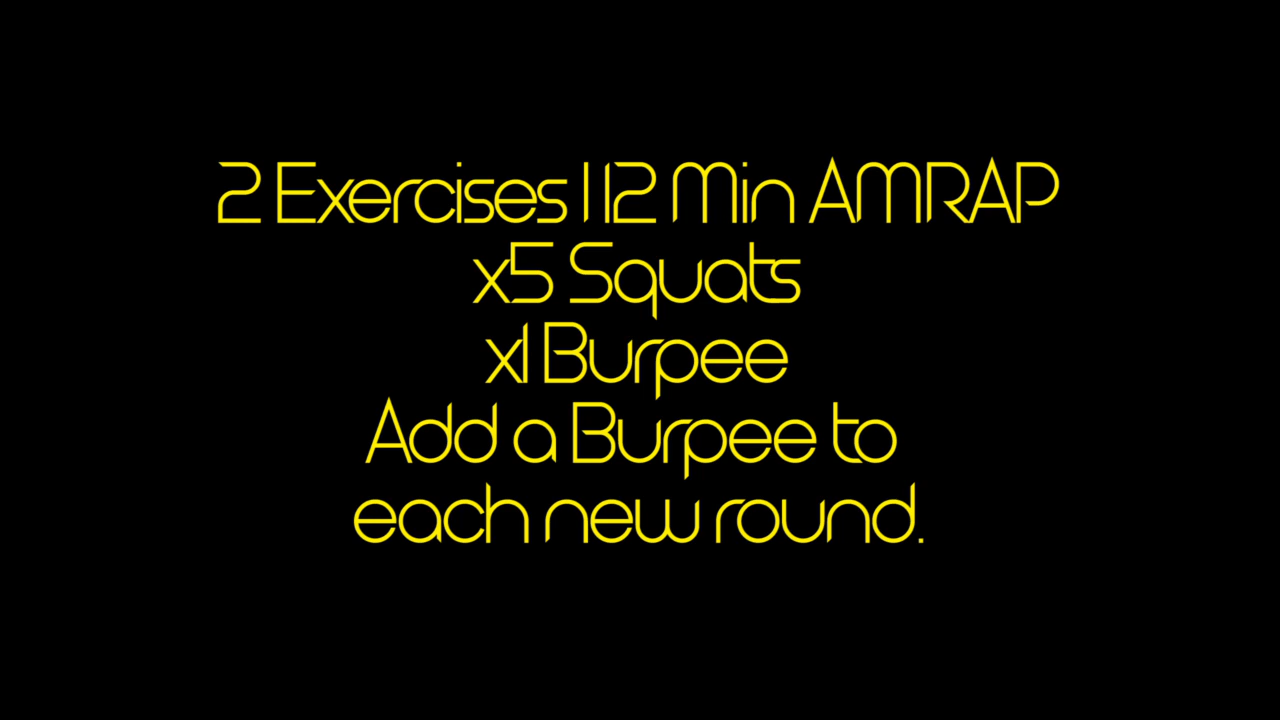 2 Exercises | 12 Min AMRAP
x5 Squats
x1 Burpee
Add a Burpee to
each new round.